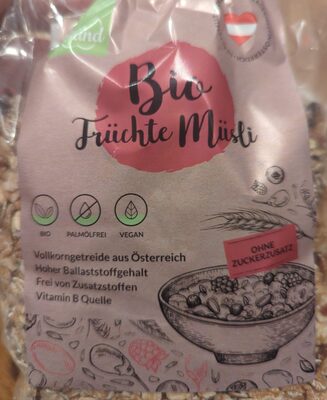 Bio
Früchte Müsli
BIO
PALMÖLFREI
VEGAN
Vollkorngetreide aus Österreich
Hoher Ballaststoffgehalt
Frei von Zusatzstoffen
Vitamin B Quelle
OHNE
ZUCKERZUSATZ